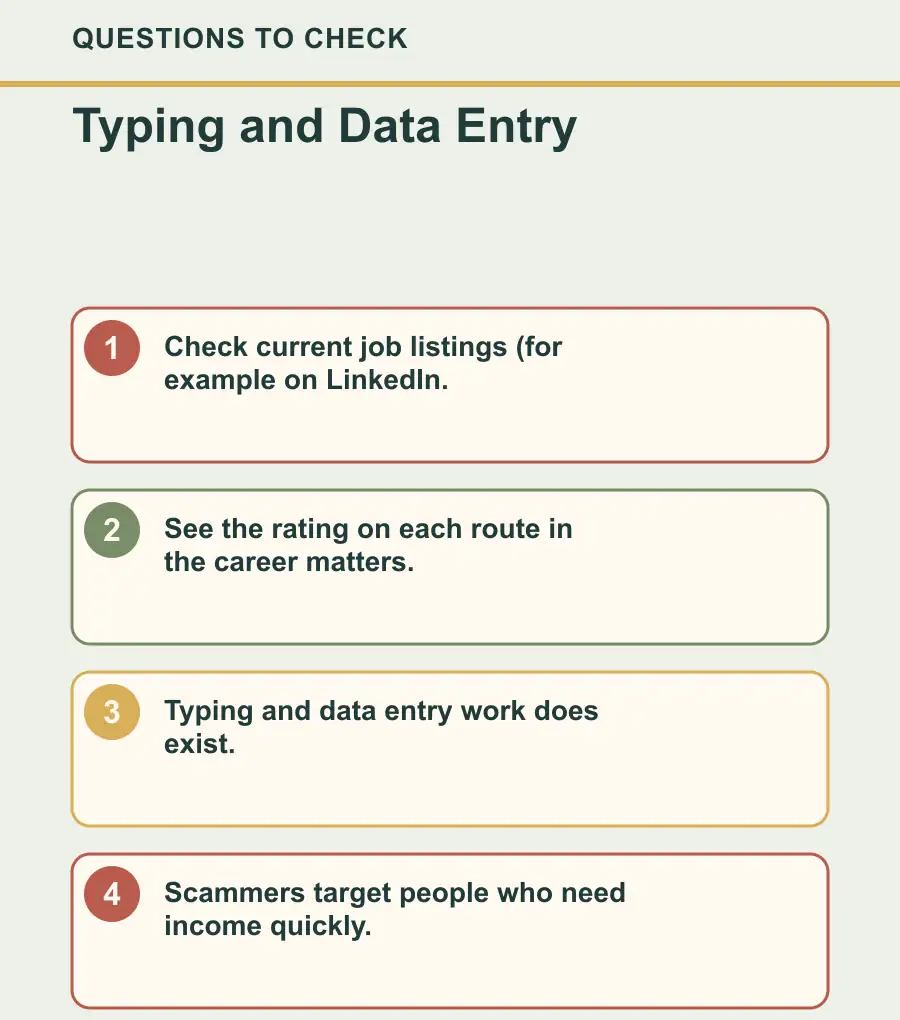 QUESTIONS TO CHECK
Typing and Data Entry
1
Check current job listings (for
example on LinkedIn.
2
See the rating on each route in
the career matters.
3
Typing and data entry work does
exist.
4
Scammers target people who need
income quickly.